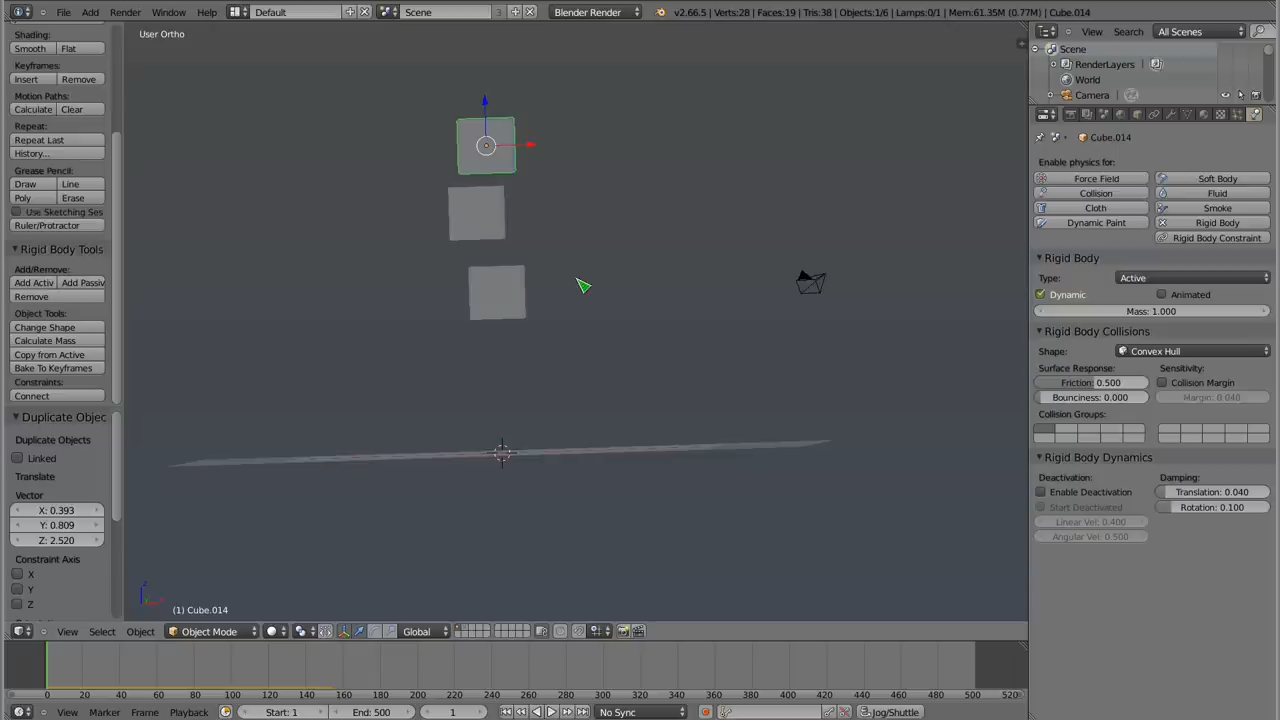 File Add Render Window Help Default Scene 3 Blender Render v2.66.5 | Verts:28 | Faces:19 | Tris:38 | Objects:1/6 | Lamps:0/1 | Mem:61.35M (0.77M) | Cube.014
Shading:
Smooth Flat
Keyframes:
Insert Remove
Motion Paths:
Calculate Clear
Repeat:
Repeat Last
History...
Grease Pencil:
Draw Line
Poly Erase
Use Sketching Ses
Ruler/Protractor
Rigid Body Tools
Add/Remove:
Add Activ Add Passiv
Remove
Object Tools:
Change Shape
Calculate Mass
Copy from Active
Bake To Keyframes
Constraints:
Connect
Duplicate Objec
Duplicate Objects
Linked
Translate
Vector
X: 0.393
Y: 0.809
Z: 2.520
Constraint Axis
X
Y
Z
User Ortho
(1) Cube.014
View Select Object Object Mode Global
0 20 40 60 80 100 120 140 160 180 200 220 240 260 280 300 320 340 360 380 400 420 440 460 480 500 520
View Marker Frame Playback Start: 1 End: 500 1 No Sync Jog/Shuttle
View Search All Scenes
Scene
RenderLayers
World
Camera
Cube.014
Enable physics for:
Force Field Soft Body
Collision Fluid
Cloth Smoke
Dynamic Paint Rigid Body
Rigid Body Constraint
Rigid Body
Type: Active
Dynamic Animated
Mass: 1.000
Rigid Body Collisions
Shape: Convex Hull
Surface Response: Sensitivity:
Friction: 0.500 Collision Margin
Bounciness: 0.000 Margin: 0.040
Collision Groups:
Rigid Body Dynamics
Deactivation: Damping:
Enable Deactivation Translation: 0.040
Start Deactivated Rotation: 0.100
Linear Vel: 0.400
Angular Vel: 0.500